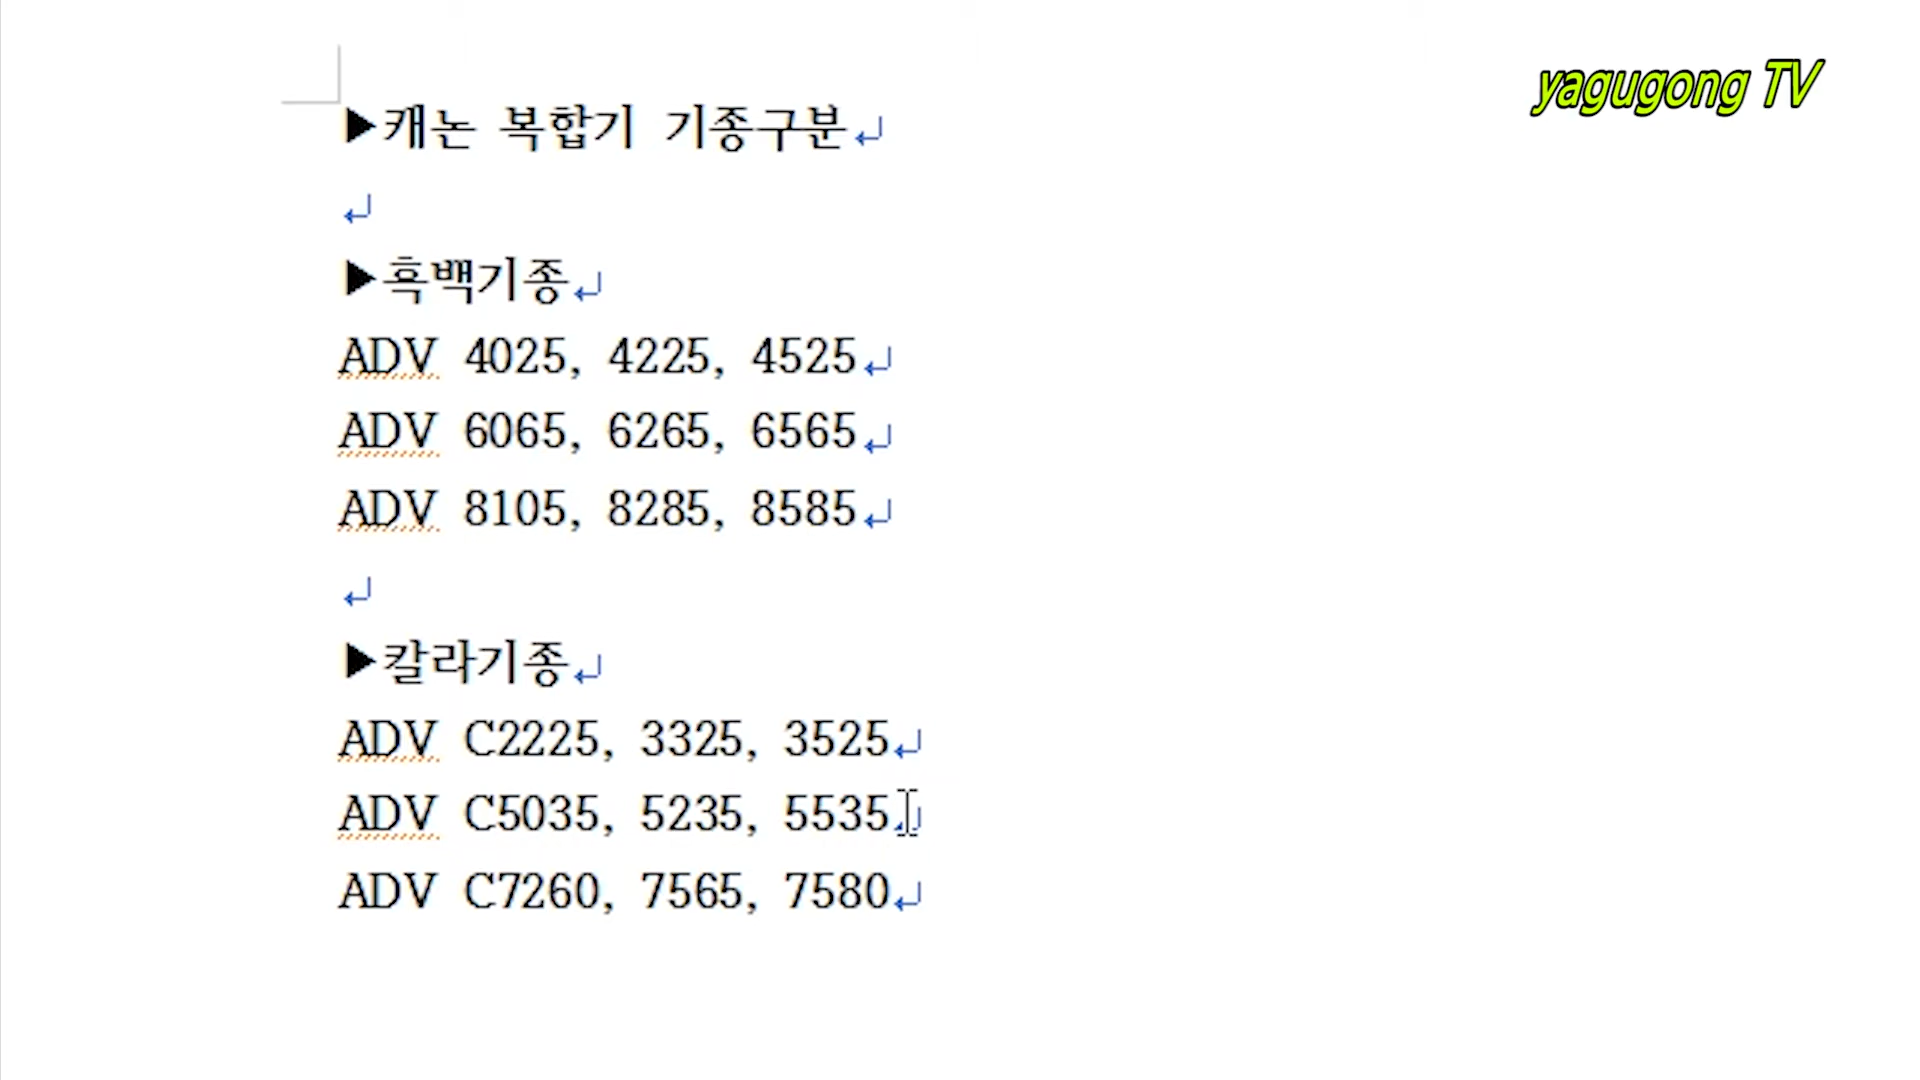 yagugong TV
▶캐논 복합기 기종구분↵
↵
▶흑백기종↵
ADV 4025, 4225, 4525↵
ADV 6065, 6265, 6565↵
ADV 8105, 8285, 8585↵
↵
▶칼라기종↵
ADV C2225, 3325, 3525↵
ADV C5035, 5235, 5535↵
ADV C7260, 7565, 7580↵